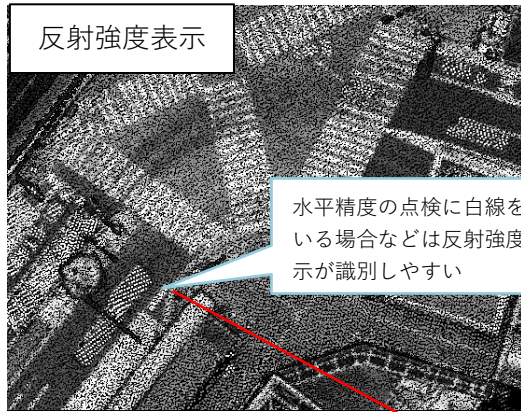 反射強度表示
水平精度の点検に白線を
いる場合などは反射強度
示が識別しやすい